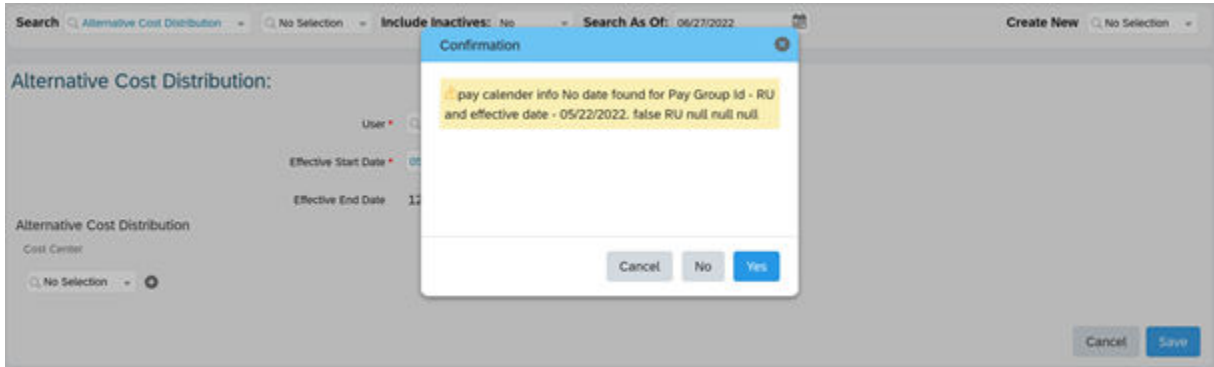 Search Alternative Cost Distribution No Selection Include Inactives: No Search As Of: 06/27/2022 Create New No Selection
Confirmation
Alternative Cost Distribution:
pay calender info No date found for Pay Group Id - RU
and effective date - 05/22/2022. false RU null null null
User *
Effective Start Date * 05
Effective End Date 12
Alternative Cost Distribution
Cost Center
No Selection
Cancel No Yes
Cancel Save